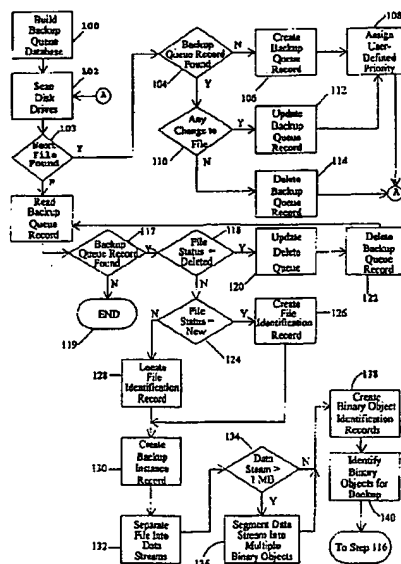 Build
Backup
Queue
Database
100
Scan
Disk
Drives
102
A
Next
File
Found
103
Y
Read
Backup
Queue
Record
Backup
Queue Record
Found
104
N
Y
Create
Backup
Queue
Record
106
Assign
User-
Defined
Priority
108
Any
Change to
File
110
Y
N
Update
Backup
Queue Record
112
Delete
Backup
Queue Record
114
A
Backup
Queue Record
Found
117
Y
N
END
119
File
Status =
Deleted
118
Y
N
Update
Delete
Queue
120
Delete
Backup
Queue
Record
122
File
Status =
New
124
N
Y
Create
File
Identification
Record
126
Locate
File
Identification
Record
128
Create
Backup
Instance
Record
130
Separate
File Into
Data
Streams
132
Data
Stream >
1 MB
134
N
Y
Segment Data
Stream Into
Multiple
Binary Objects
136
Create
Binary Object
Identification
Records
138
Identify
Binary
Objects for
Backup
140
To Step 116